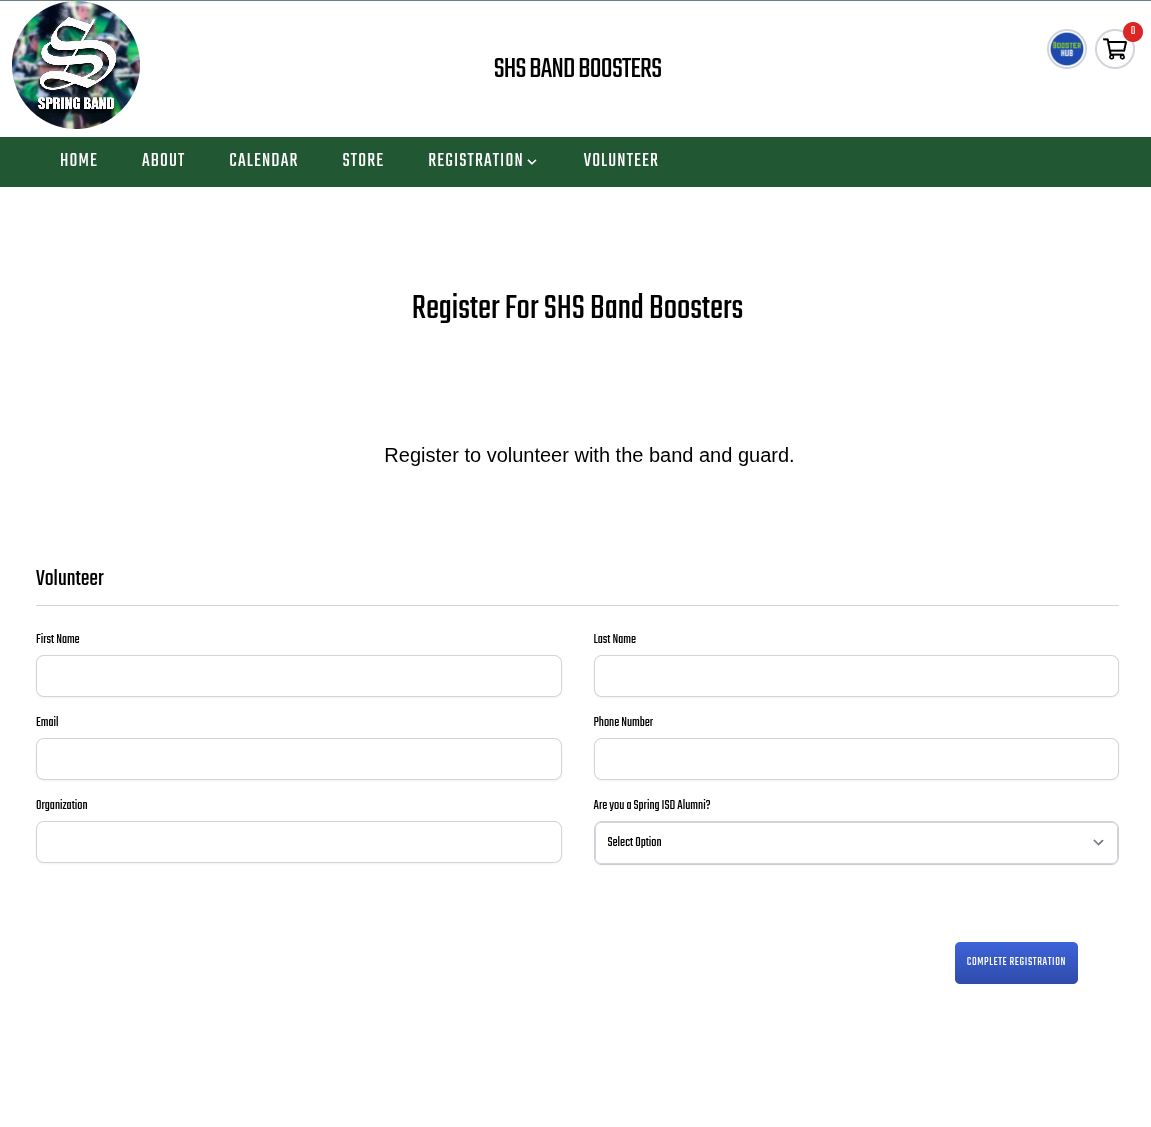 S
SPRING BAND
SHS BAND BOOSTERS
BOOSTER
HUB
0
HOME ABOUT CALENDAR STORE REGISTRATION VOLUNTEER
Register For SHS Band Boosters
Register to volunteer with the band and guard.
Volunteer
First Name
Last Name
Email
Phone Number
Organization
Are you a Spring ISD Alumni?
Select Option
COMPLETE REGISTRATION